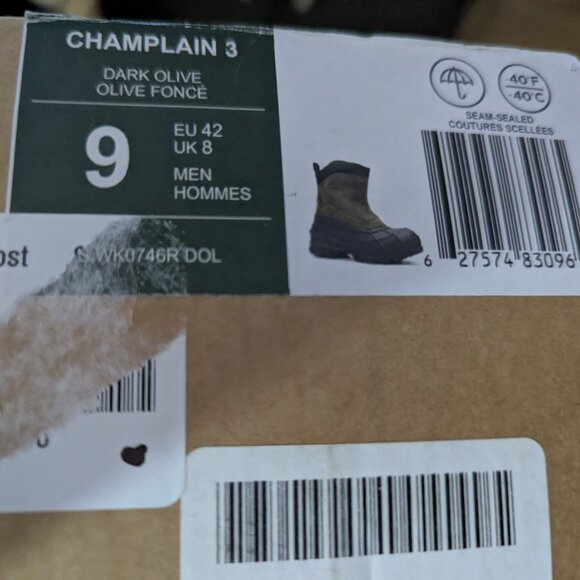 CHAMPLAIN 3
DARK OLIVE
OLIVE FONCÉ
9
EU 42
UK 8
MEN
HOMMES
WK0746R DOL
-40°F
-40°C
SEAM-SEALED
COUTURES SCELLÉES
6 27574 83096
ost